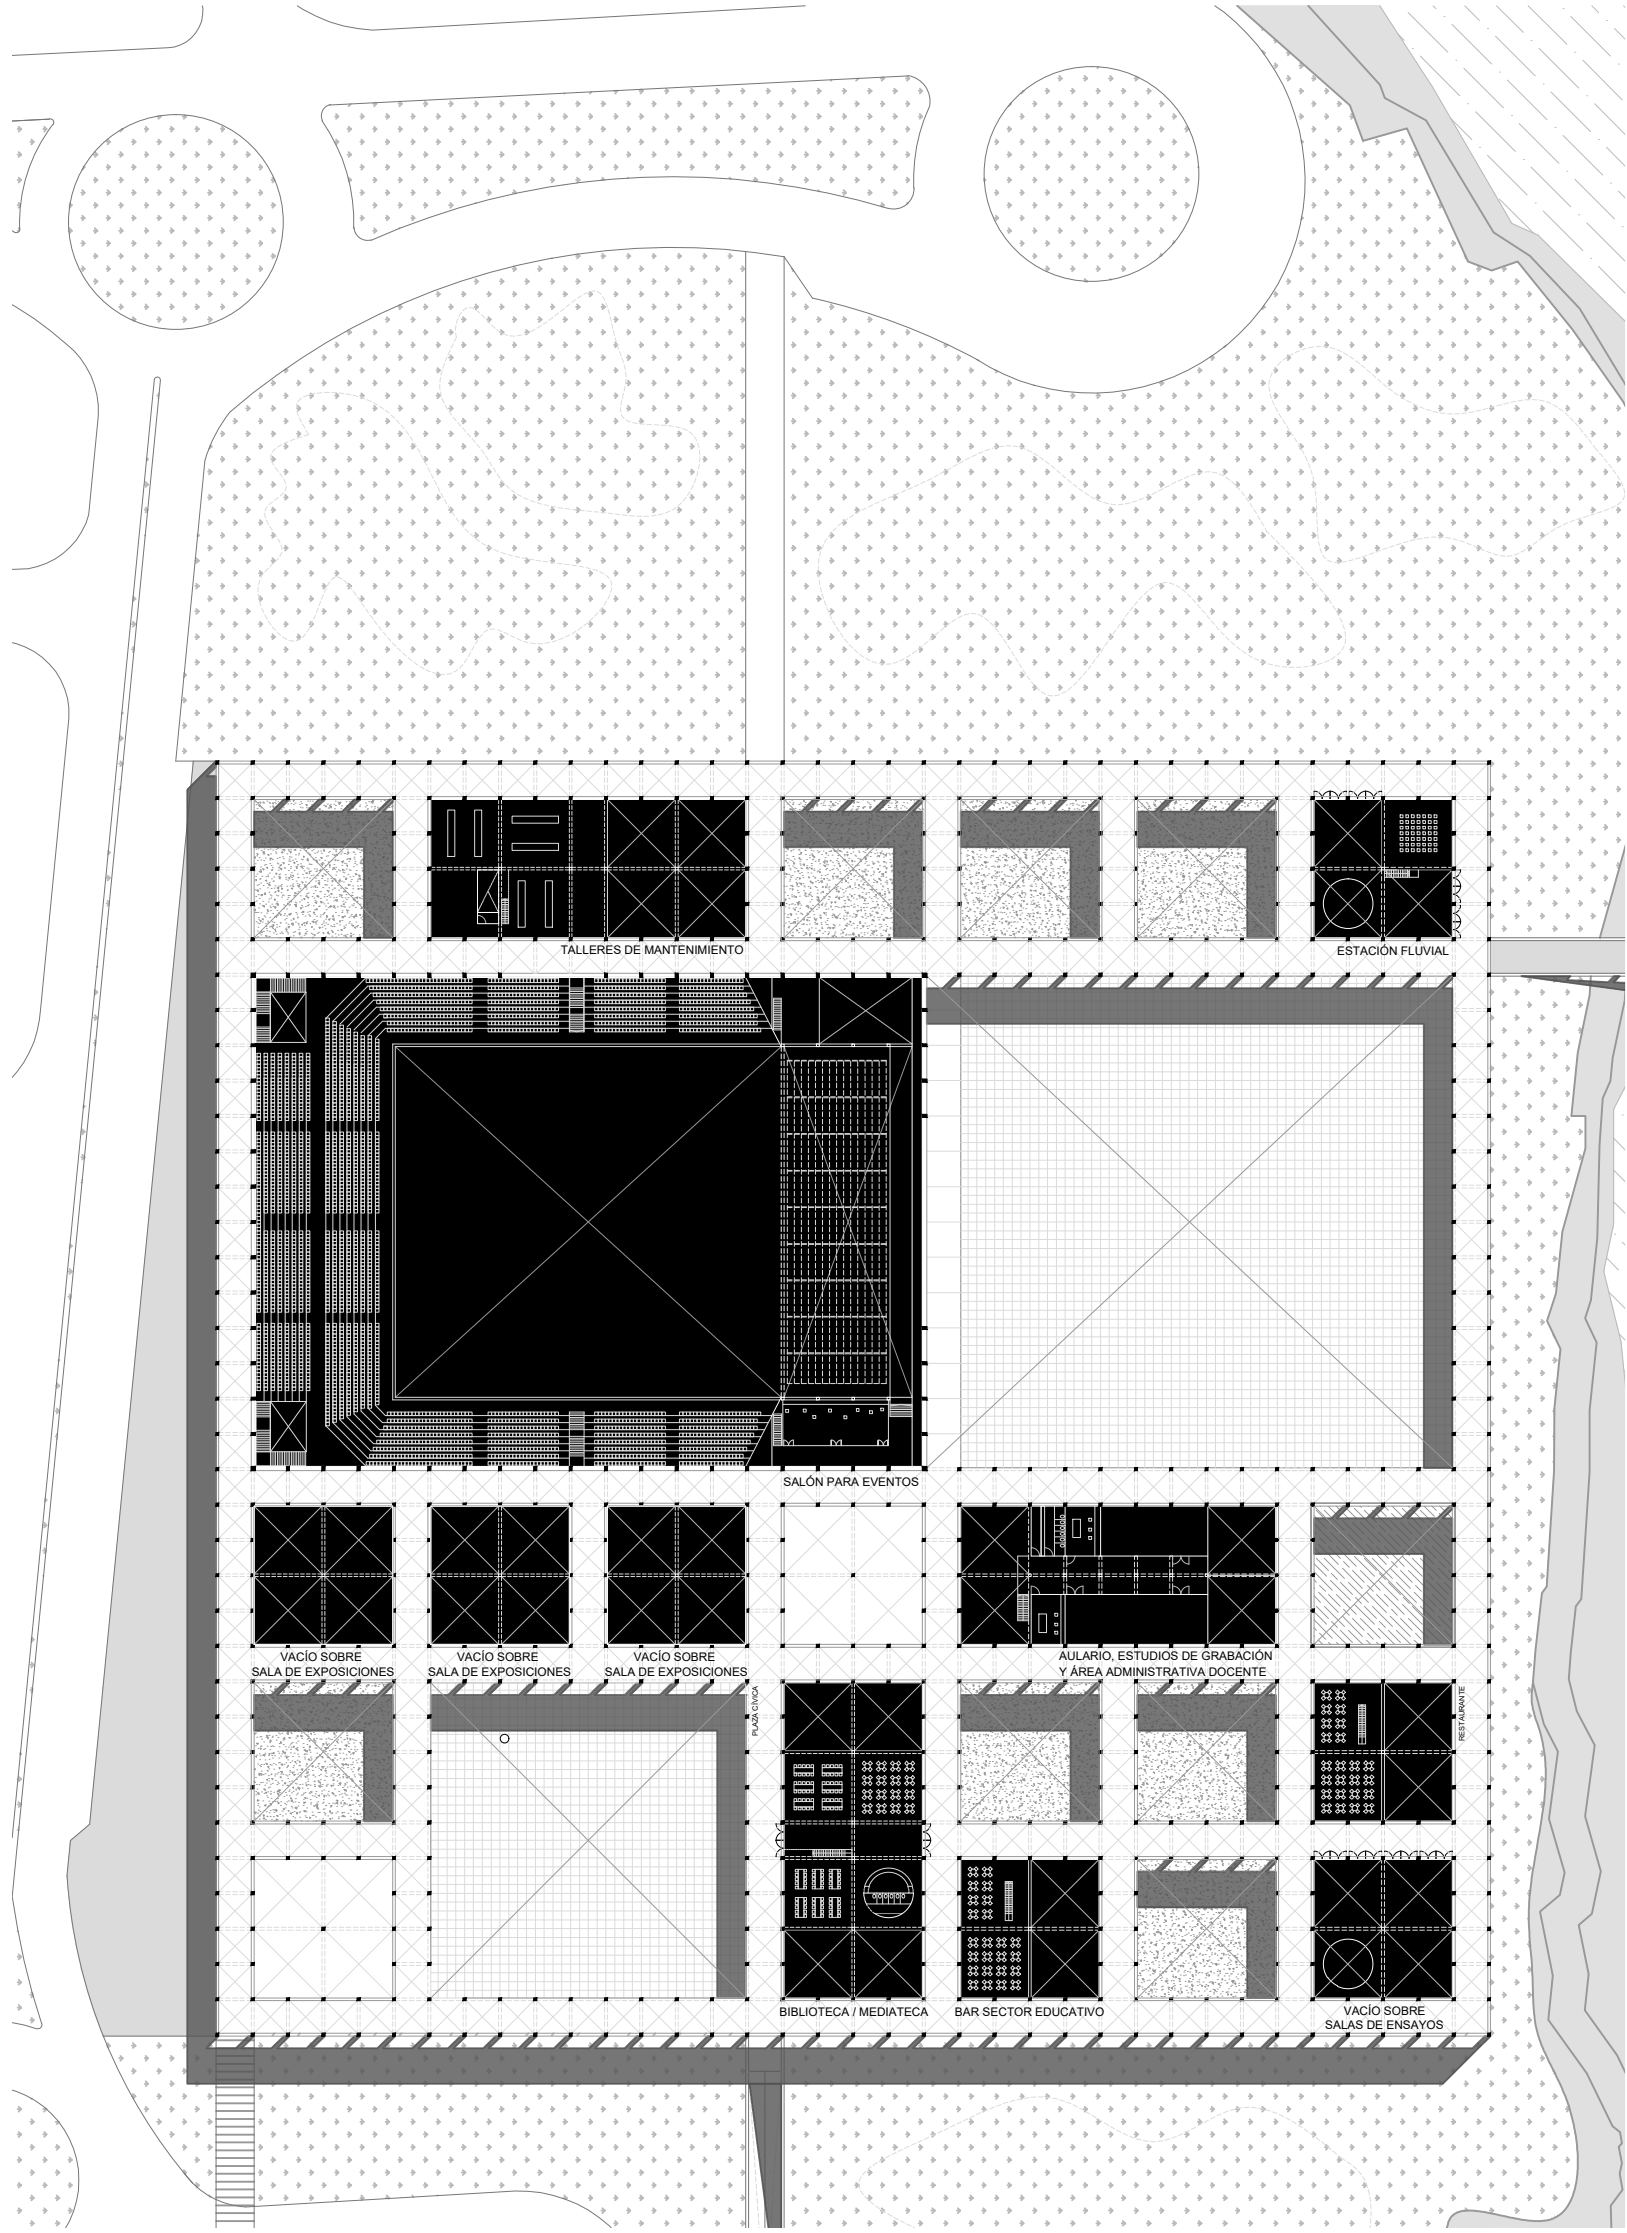 TALLERES DE MANTENIMIENTO
ESTACIÓN FLUVIAL
SALÓN PARA EVENTOS
VACÍO SOBRE
SALA DE EXPOSICIONES
VACÍO SOBRE
SALA DE EXPOSICIONES
VACÍO SOBRE
SALA DE EXPOSICIONES
AULARIO, ESTUDIOS DE GRABACIÓN
Y ÁREA ADMINISTRATIVA DOCENTE
PLAZA CÍVICA
RESTAURANTE
BIBLIOTECA / MEDIATECA
BAR SECTOR EDUCATIVO
VACÍO SOBRE
SALAS DE ENSAYOS